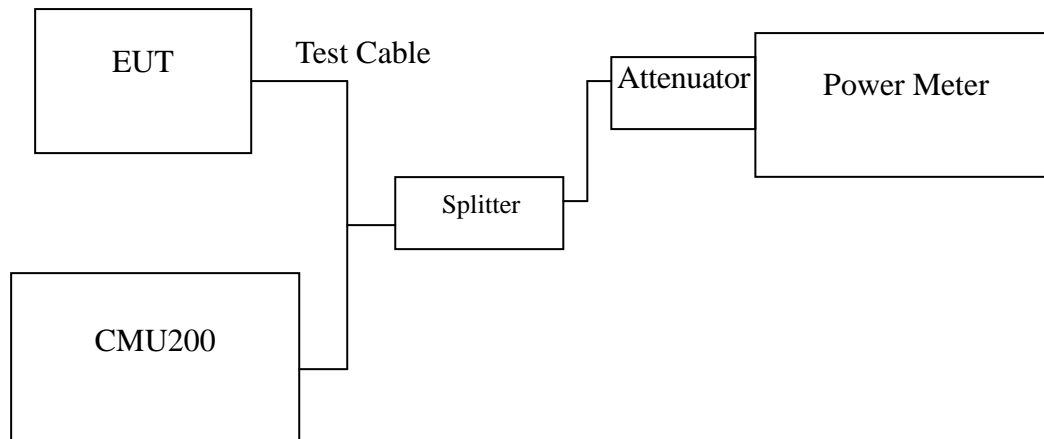 EUT
Test Cable
Attenuator
Power Meter
Splitter
CMU200